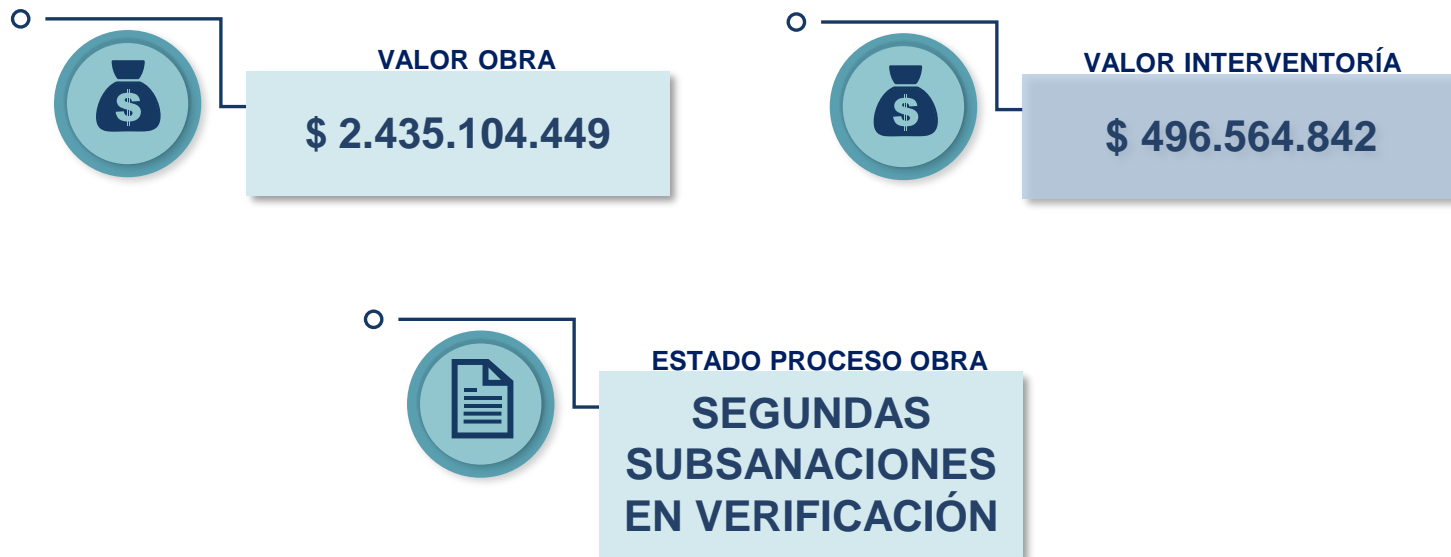 VALOR OBRA
$ 2.435.104.449
VALOR INTERVENTORÍA
$ 496.564.842
ESTADO PROCESO OBRA
SEGUNDAS
SUBSANACIONES
EN VERIFICACIÓN